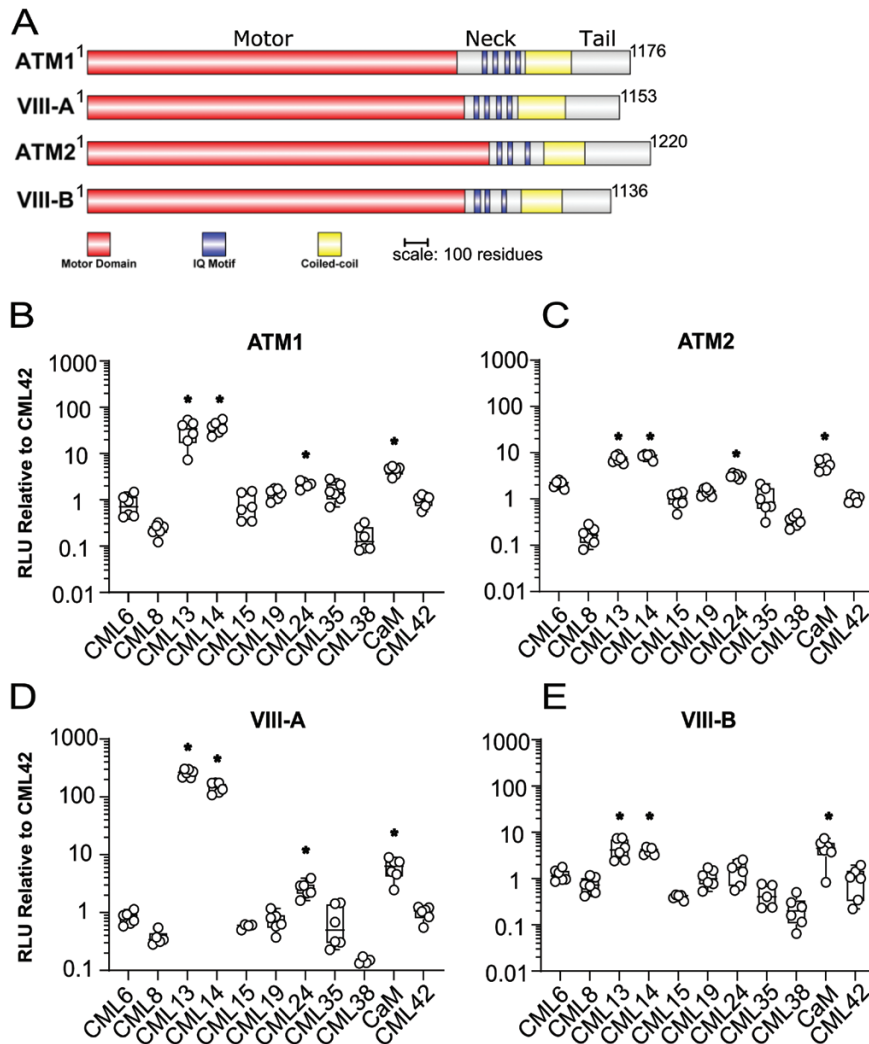 A
Motor Neck Tail
ATM1 1 1176
VIII-A 1 1153
ATM2 1 1220
VIII-B 1 1136
Motor Domain IQ Motif Coiled-coil scale: 100 residues
B
ATM1
RLU Relative to CML42
1000
100
10
1
0.1
0.01
* * * *
CML6 CML8 CML13 CML14 CML15 CML19 CML24 CML35 CML38 CaM CML42
C
ATM2
1000
100
10
1
0.1
0.01
* * * *
CML6 CML8 CML13 CML14 CML15 CML19 CML24 CML35 CML38 CaM CML42
D
VIII-A
RLU Relative to CML42
1000
100
10
1
0.1
* * * *
CML6 CML8 CML13 CML14 CML15 CML19 CML24 CML35 CML38 CaM CML42
E
VIII-B
1000
100
10
1
0.1
0.01
* * *
CML6 CML8 CML13 CML14 CML15 CML19 CML24 CML35 CML38 CaM CML42